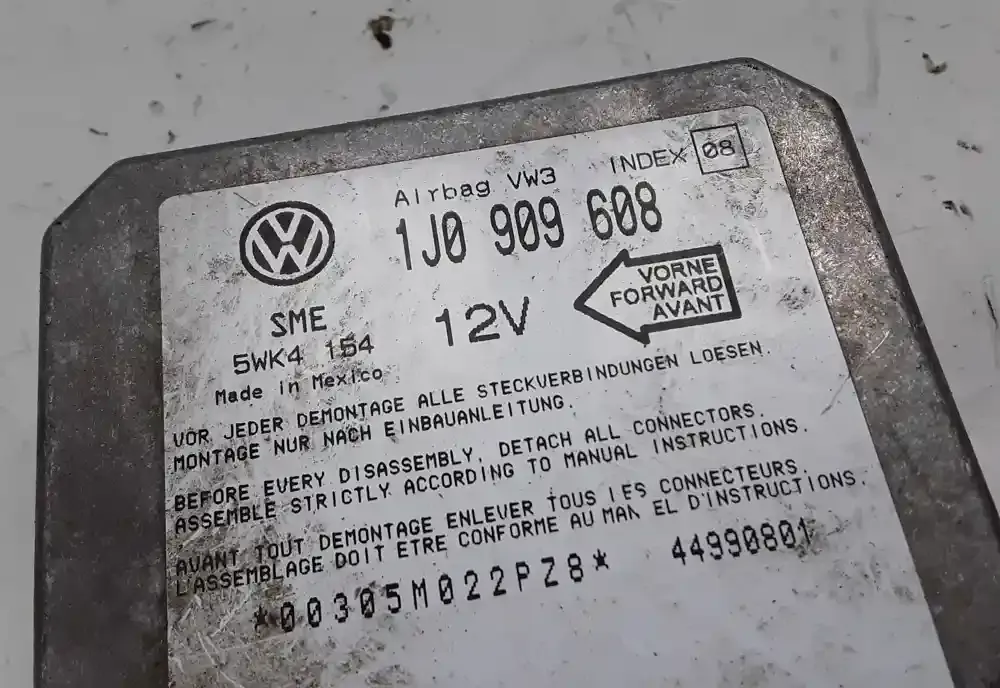 Airbag VW3 INDEX 08
1J0 909 608
VORNE
FORWARD
AVANT
SME 12V
5WK4 154
Made in Mexico
VOR JEDER DEMONTAGE ALLE STECKVERBINDUNGEN LOESEN.
MONTAGE NUR NACH EINBAUANLEITUNG.
BEFORE EVERY DISASSEMBLY, DETACH ALL CONNECTORS.
ASSEMBLE STRICTLY ACCORDING TO MANUAL INSTRUCTIONS.
AVANT TOUT DEMONTAGE ENLEVER TOUS LES CONNECTEURS.
L'ASSEMBLAGE DOIT ETRE CONFORME AU MANUEL D'INSTRUCTIONS.
*00305M022PZ8* 44990801